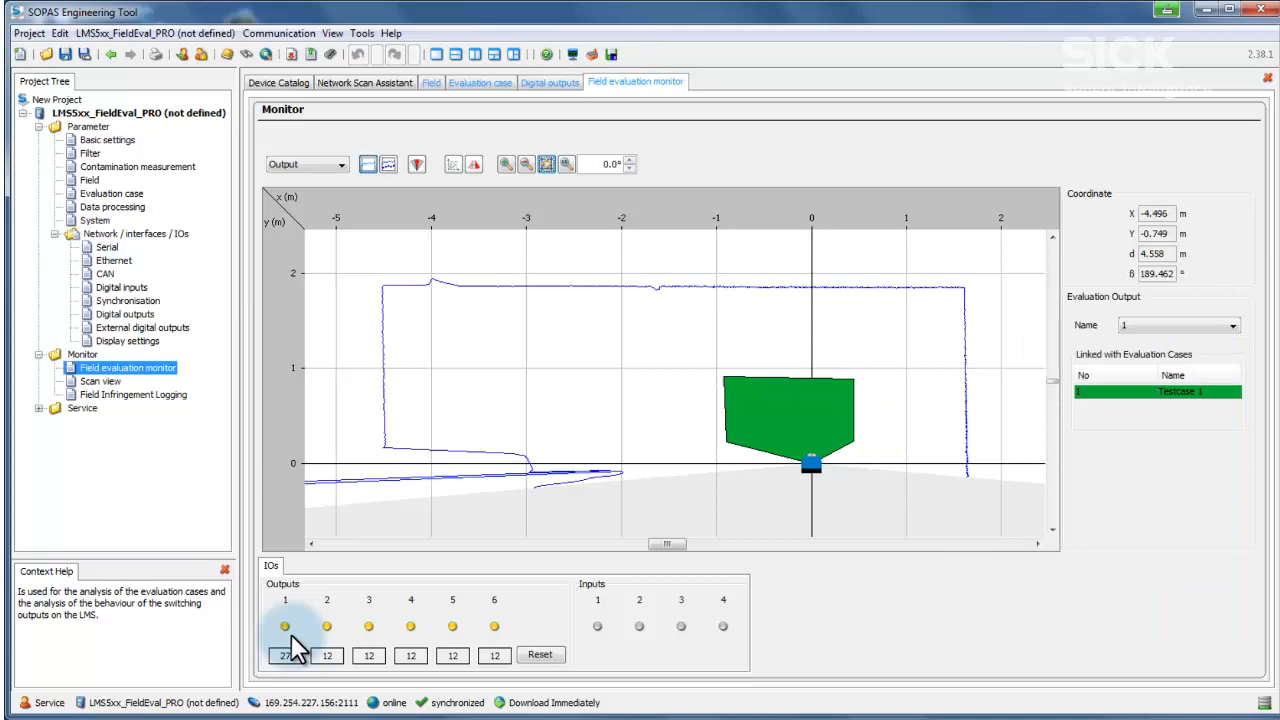 SOPAS Engineering Tool
Project Edit LMS5xx_FieldEval_PRO (not defined) Communication View Tools Help
SICK
2.38.1
Project Tree
Device Catalog Network Scan Assistant Field Evaluation case Digital outputs Field evaluation monitor
New Project
LMS5xx_FieldEval_PRO (not defined)
Parameter
Basic settings
Filter
Contamination measurement
Field
Evaluation case
Data processing
System
Network / interfaces / IOs
Serial
Ethernet
CAN
Digital inputs
Synchronisation
Digital outputs
External digital outputs
Display settings
Monitor
Field evaluation monitor
Scan view
Field Infringement Logging
Service
Context Help
Is used for the analysis of the evaluation cases and
the analysis of the behaviour of the switching
outputs on the LMS.
Monitor
Output
0.0°
x (m)
y (m)
-5 -4 -3 -2 -1 0 1 2
2
1
0
Coordinate
X -4.496 m
Y -0.749 m
d 4.558 m
ß 189.462 °
Evaluation Output
Name 1
Linked with Evaluation Cases
No Name
1 Testcase 1
IOs
Outputs
1 2 3 4 5 6
27 12 12 12 12 12 Reset
Inputs
1 2 3 4
Service LMS5xx_FieldEval_PRO (not defined) 169.254.227.156:2111 online synchronized Download Immediately